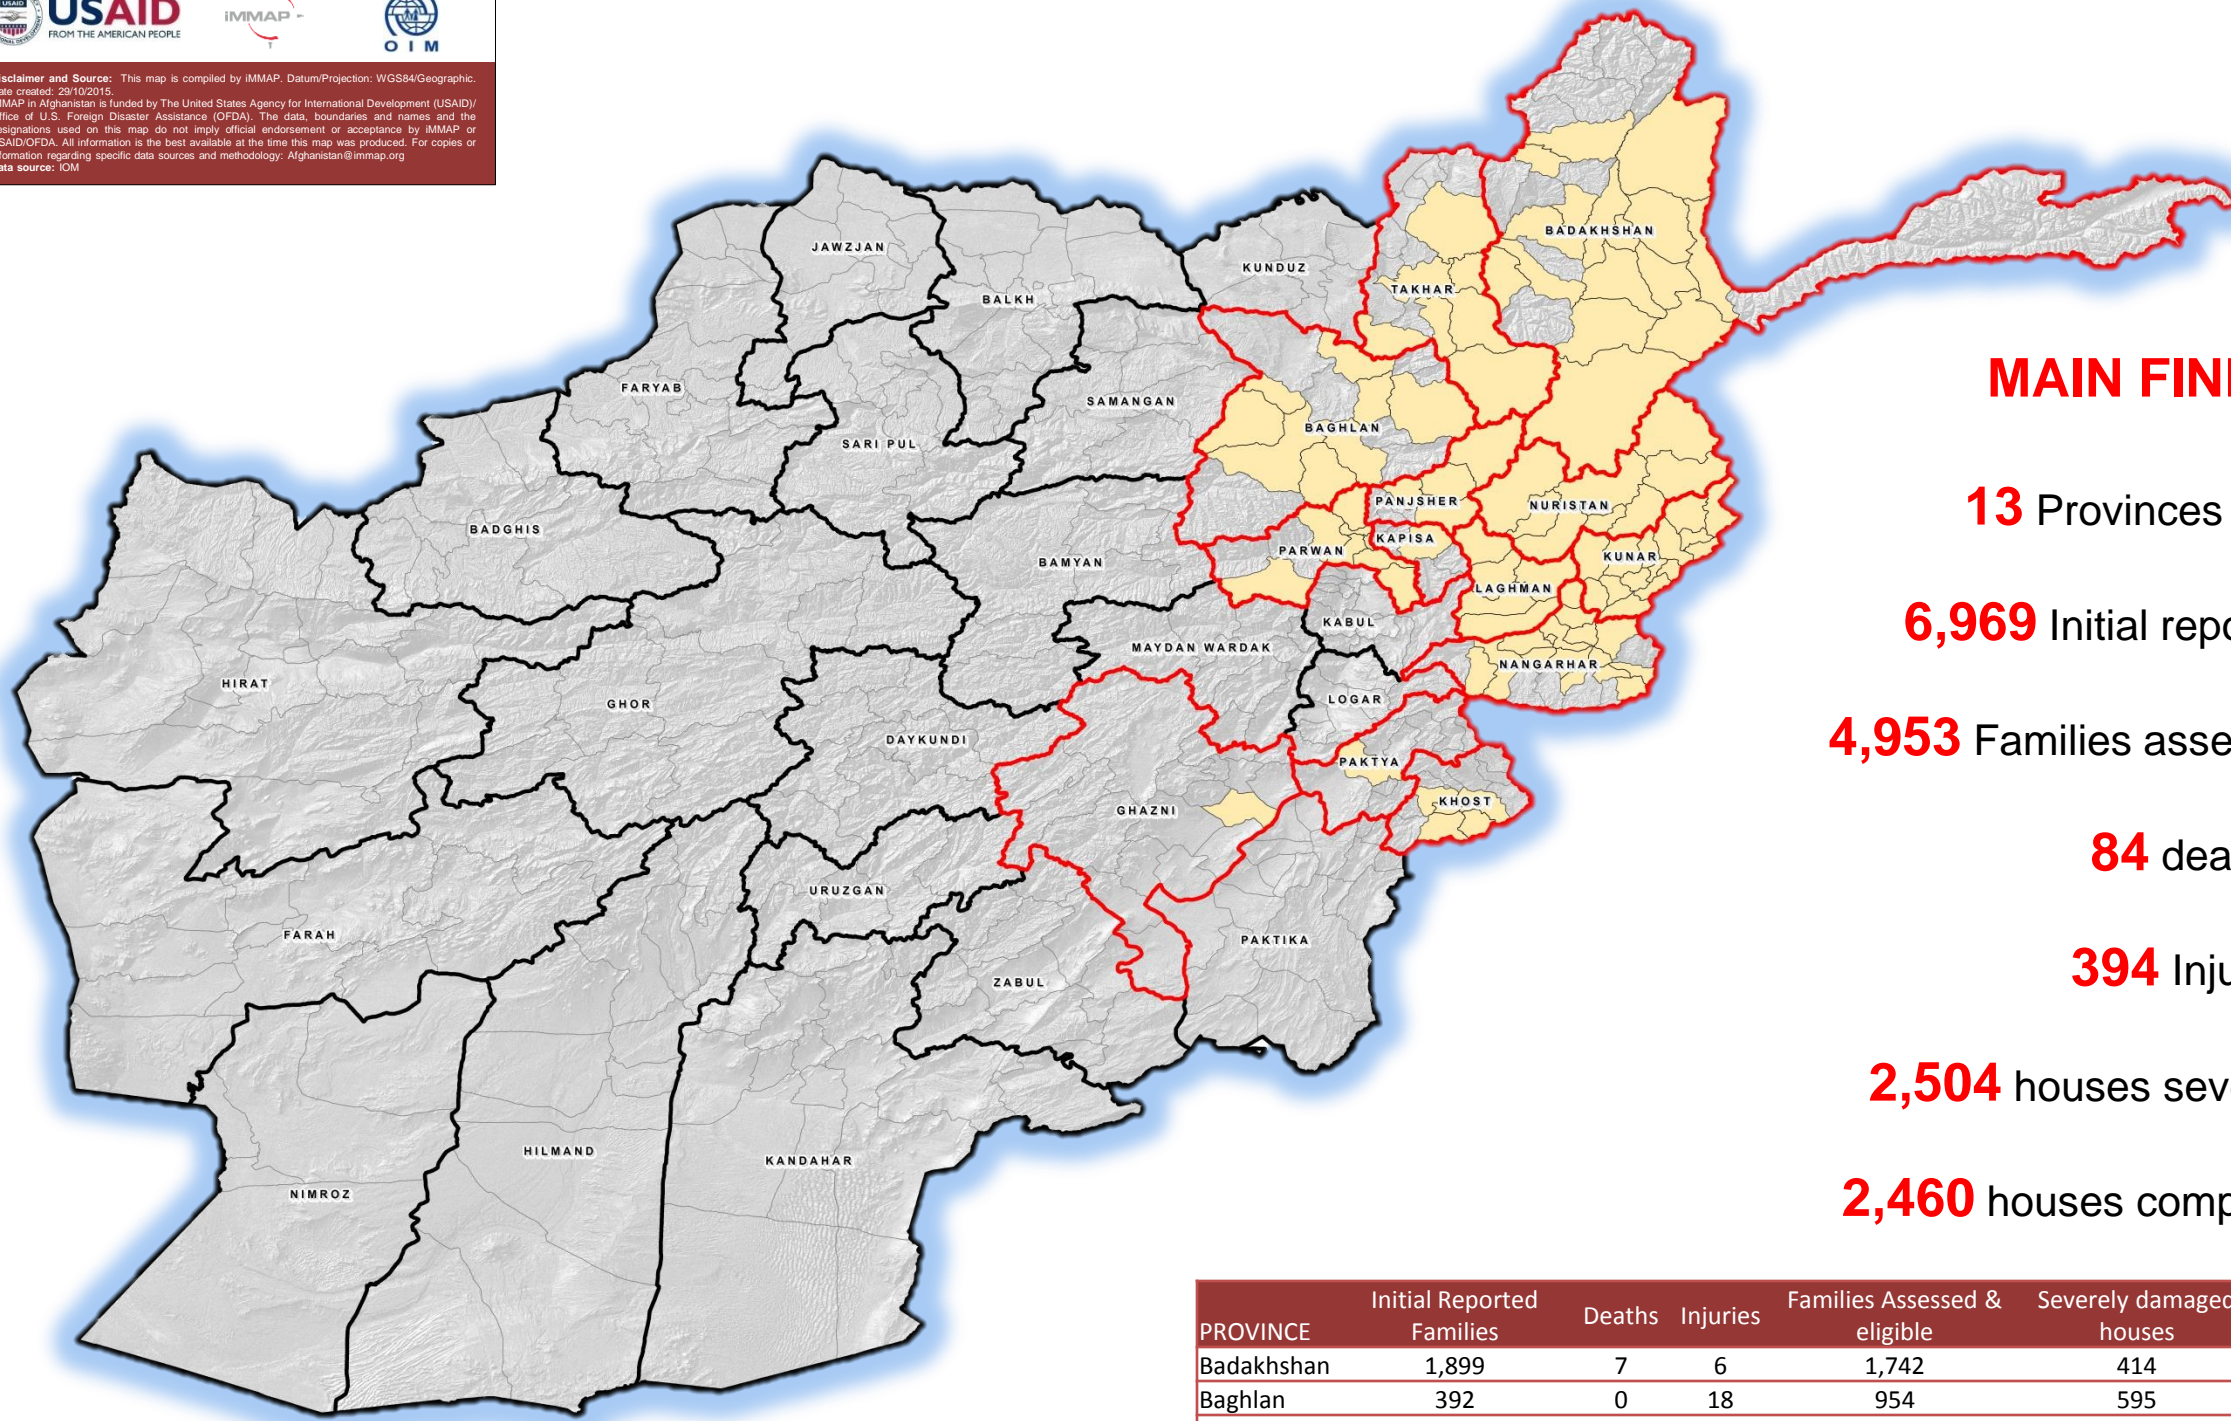 USAID
USAID
FROM THE AMERICAN PEOPLE
iMMAP
OIM
isclaimer and Source: This map is compiled by iMMAP. Datum/Projection: WGS84/Geographic.
ate created: 29/10/2015.
MMAP in Afghanistan is funded by The United States Agency for International Development (USAID)/
ffice of U.S. Foreign Disaster Assistance (OFDA). The data, boundaries and names and the
esignations used on this map do not imply official endorsement or acceptance by iMMAP or
SAID/OFDA. All information is the best available at the time this map was produced. For copies or
formation regarding specific data sources and methodology: Afghanistan@immap.org
ata source: IOM
JAWZJAN
BALKH
KUNDUZ
TAKHAR
BADAKHSHAN
FARYAB
SARI PUL
SAMANGAN
BAGHLAN
BADGHIS
BAMYAN
PARWAN
PANJSHER
KAPISA
NURISTAN
KUNAR
LAGHMAN
KABUL
MAYDAN WARDAK
NANGARHAR
HIRAT
GHOR
DAYKUNDI
LOGAR
PAKTYA
KHOST
GHAZNI
URUZGAN
FARAH
ZABUL
PAKTIKA
HILMAND
KANDAHAR
NIMROZ
MAIN FIN
13 Provinces
6,969 Initial repo
4,953 Families asse
84 dea
394 Inju
2,504 houses seve
2,460 houses comp
PROVINCE Initial Reported Families Deaths Injuries Families Assessed & eligible Severely damaged houses
Badakhshan 1,899 7 6 1,742 414
Baghlan 392 0 18 954 595